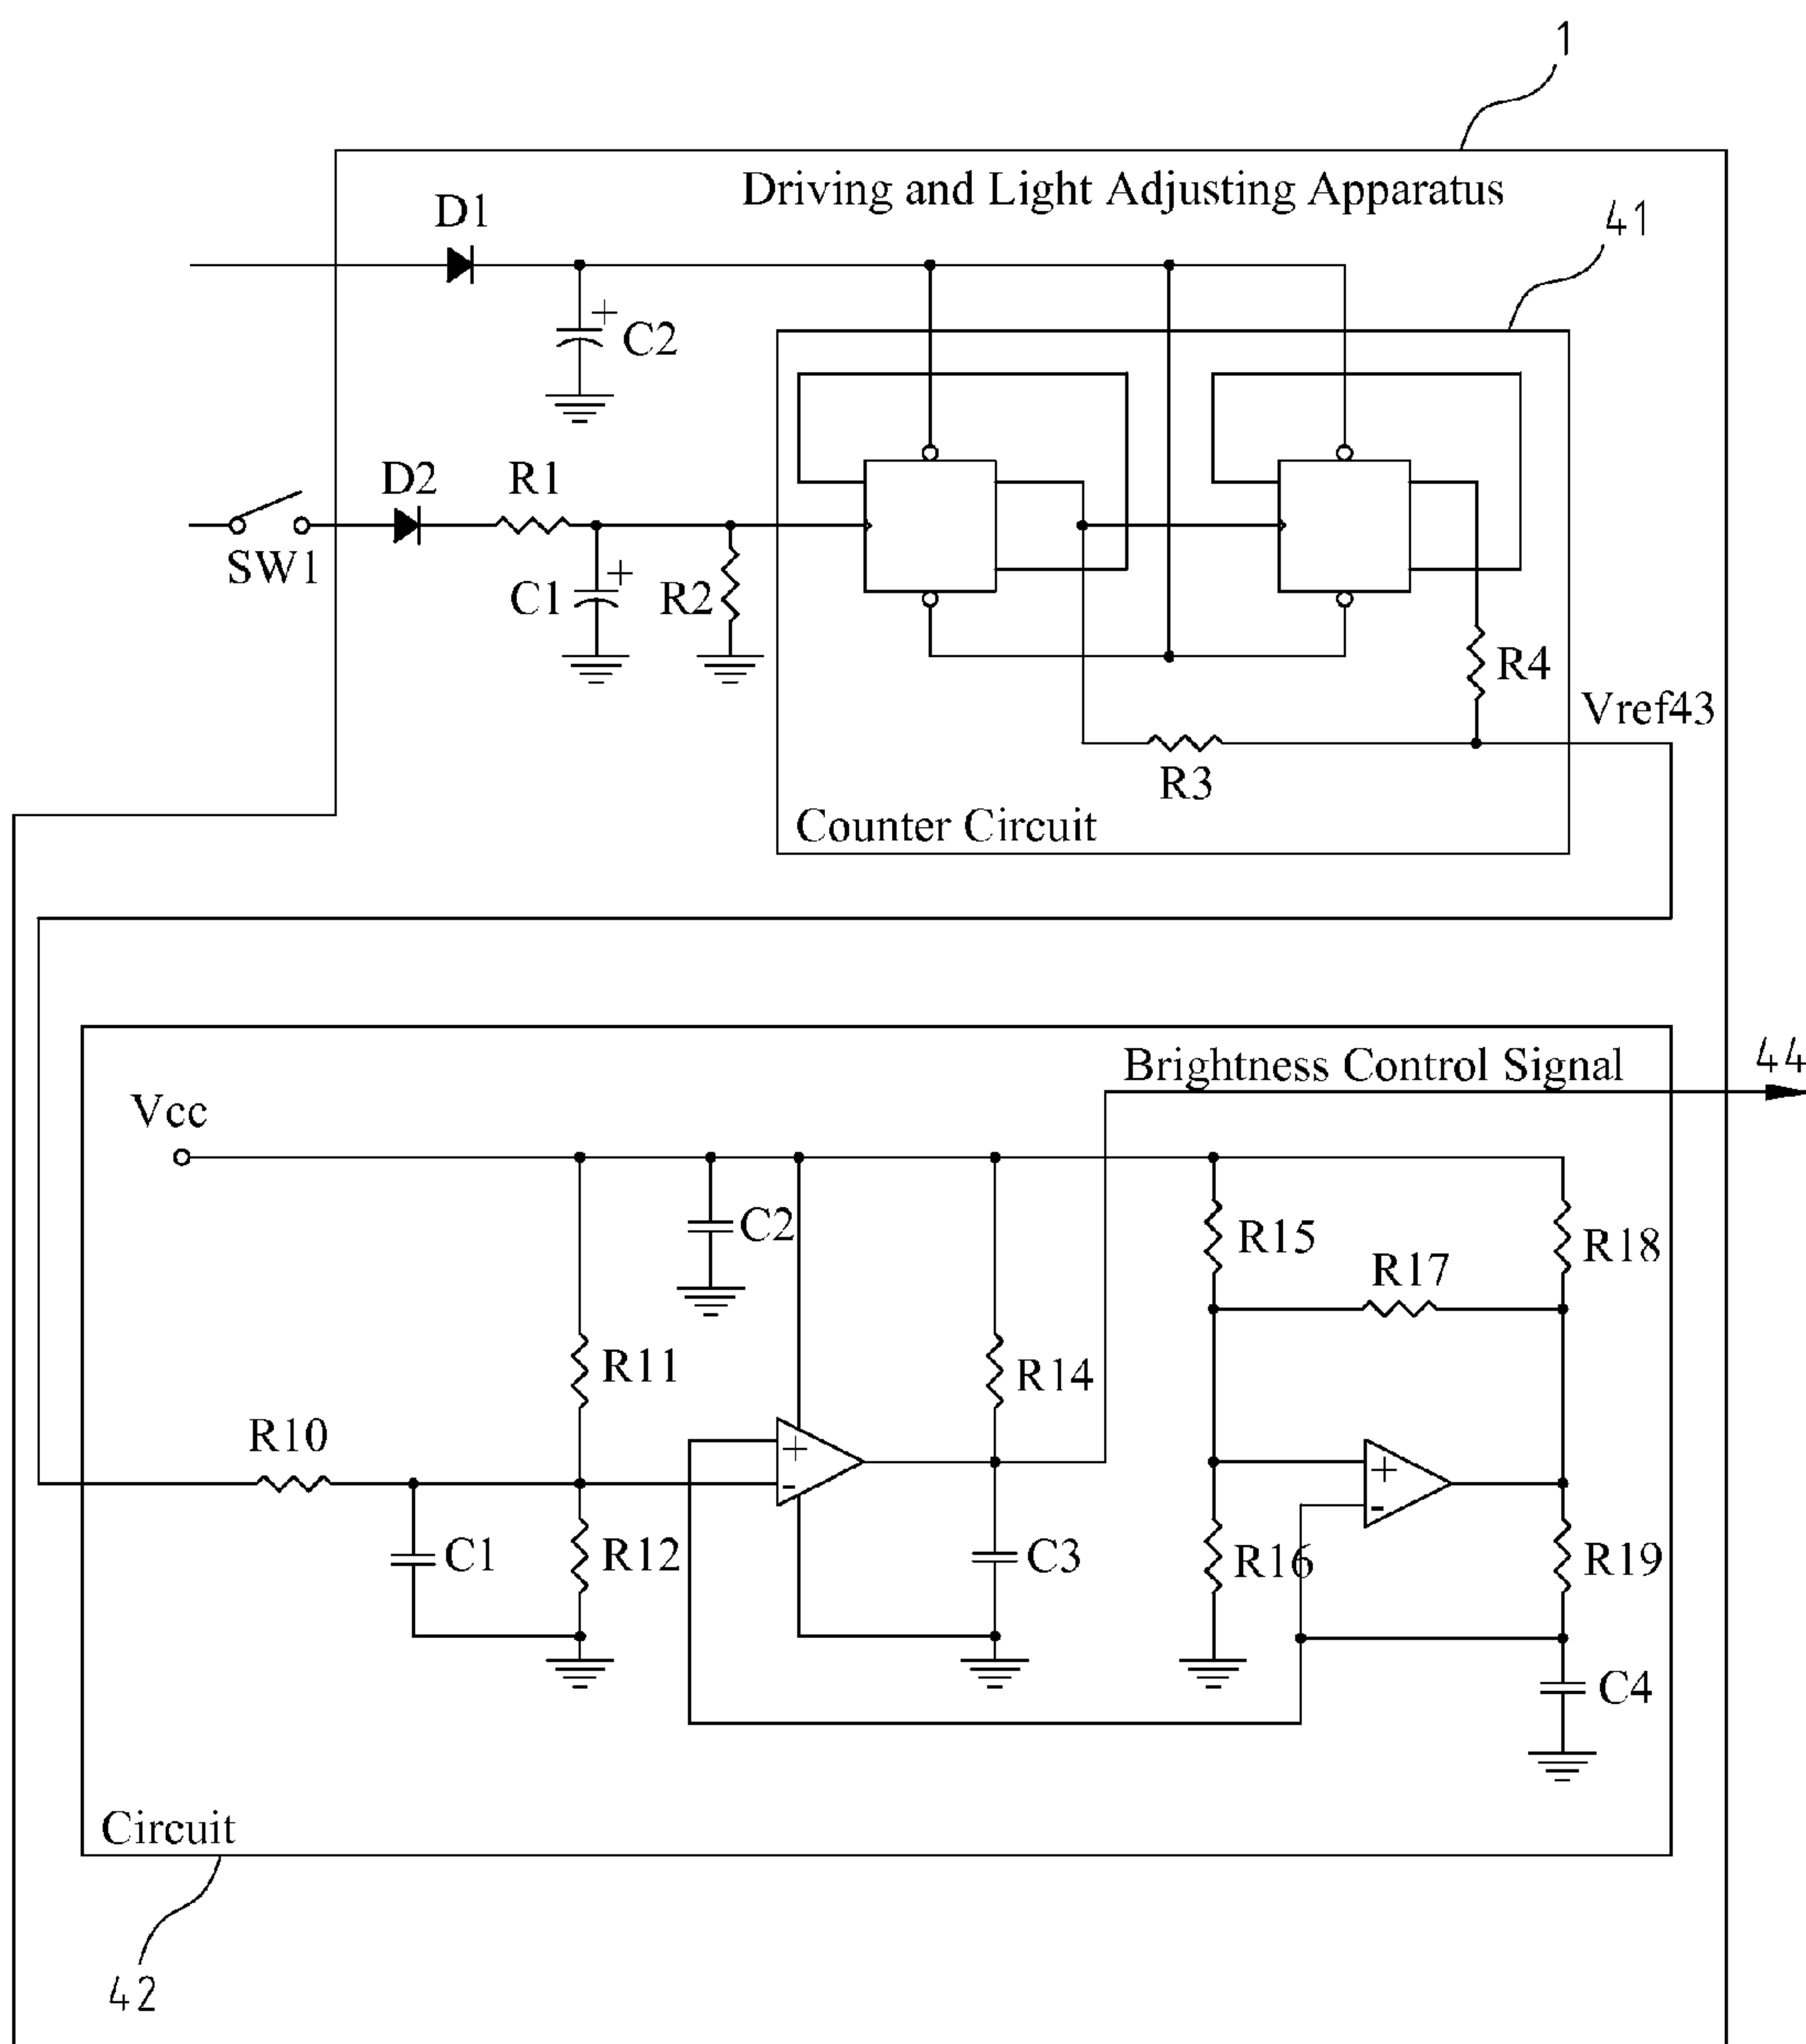 1
Driving and Light Adjusting Apparatus
41
D1
+
C2
D2
R1
SW1
C1
+
R2
R4
Vref43
R3
Counter Circuit
Brightness Control Signal
44
Vcc
C2
R15
R18
R17
R11
R14
R10
+
-
+
-
C1
R12
C3
R16
R19
C4
Circuit
42